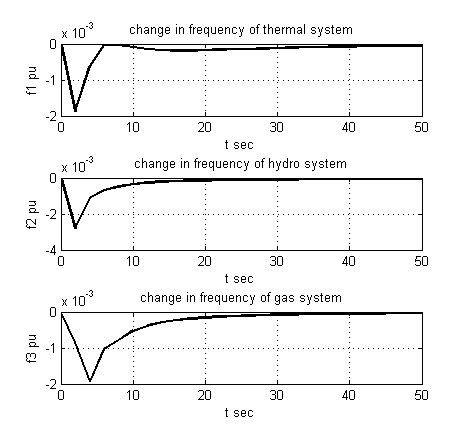 x 10^-3
change in frequency of thermal system
0
-1
-2
f1 pu
0 10 20 30 40 50
t sec
x 10^-3
change in frequency of hydro system
0
-2
-4
f2 pu
0 10 20 30 40 50
t sec
x 10^-3
change in frequency of gas system
0
-1
-2
f3 pu
0 10 20 30 40 50
t sec